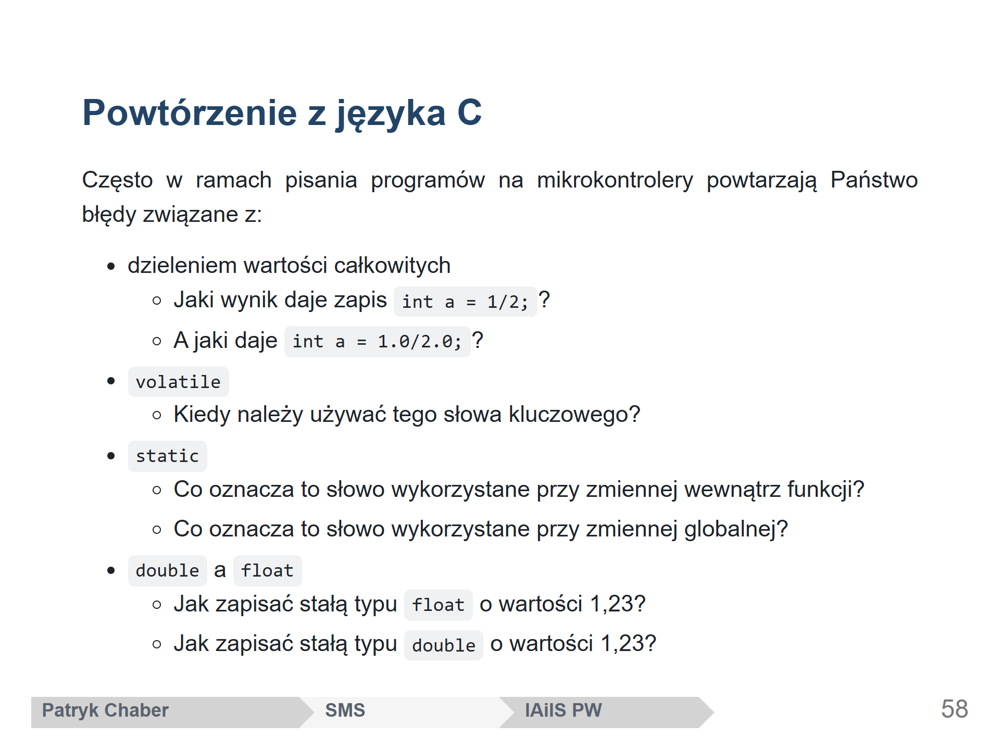 Powtórzenie z języka C
Często w ramach pisania programów na mikrokontrolery powtarzają Państwo
błędy związane z:
dzieleniem wartości całkowitych
Jaki wynik daje zapis int a = 1/2; ?
A jaki daje int a = 1.0/2.0; ?
volatile
Kiedy należy używać tego słowa kluczowego?
static
Co oznacza to słowo wykorzystane przy zmiennej wewnątrz funkcji?
Co oznacza to słowo wykorzystane przy zmiennej globalnej?
double a float
Jak zapisać stałą typu float o wartości 1,23?
Jak zapisać stałą typu double o wartości 1,23?
Patryk Chaber SMS IAiIS PW 58